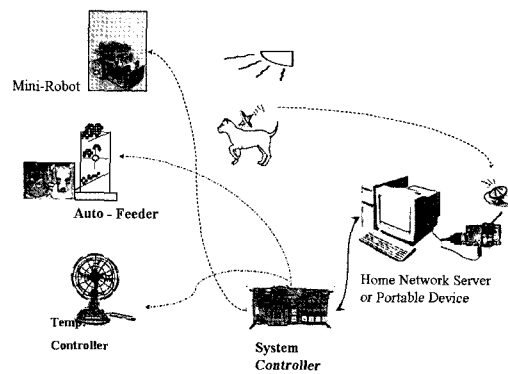 Mini-Robot
Auto - Feeder
Temp.
Controller
System
Controller
Home Network Server
or Portable Device